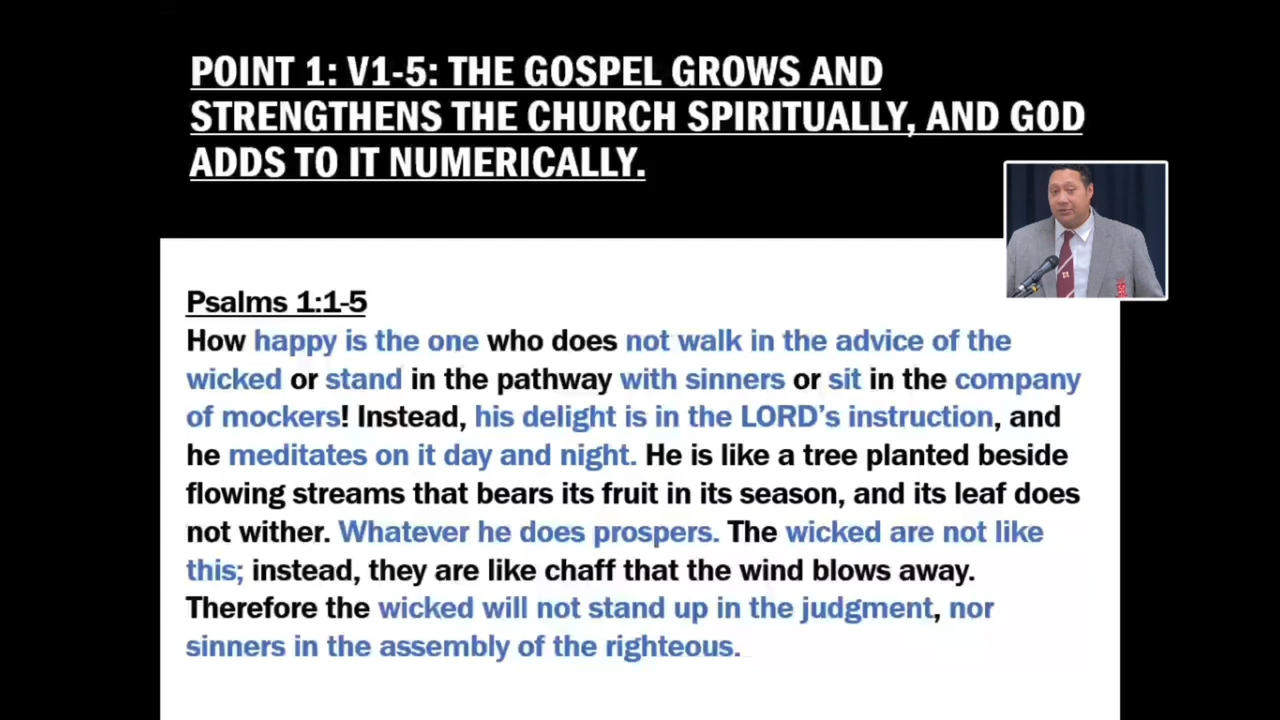 POINT 1: V1-5: THE GOSPEL GROWS AND
STRENGTHENS THE CHURCH SPIRITUALLY, AND GOD
ADDS TO IT NUMERICALLY.
Psalms 1:1-5
How happy is the one who does not walk in the advice of the
wicked or stand in the pathway with sinners or sit in the company
of mockers! Instead, his delight is in the LORD’s instruction, and
he meditates on it day and night. He is like a tree planted beside
flowing streams that bears its fruit in its season, and its leaf does
not wither. Whatever he does prospers. The wicked are not like
this; instead, they are like chaff that the wind blows away.
Therefore the wicked will not stand up in the judgment, nor
sinners in the assembly of the righteous.